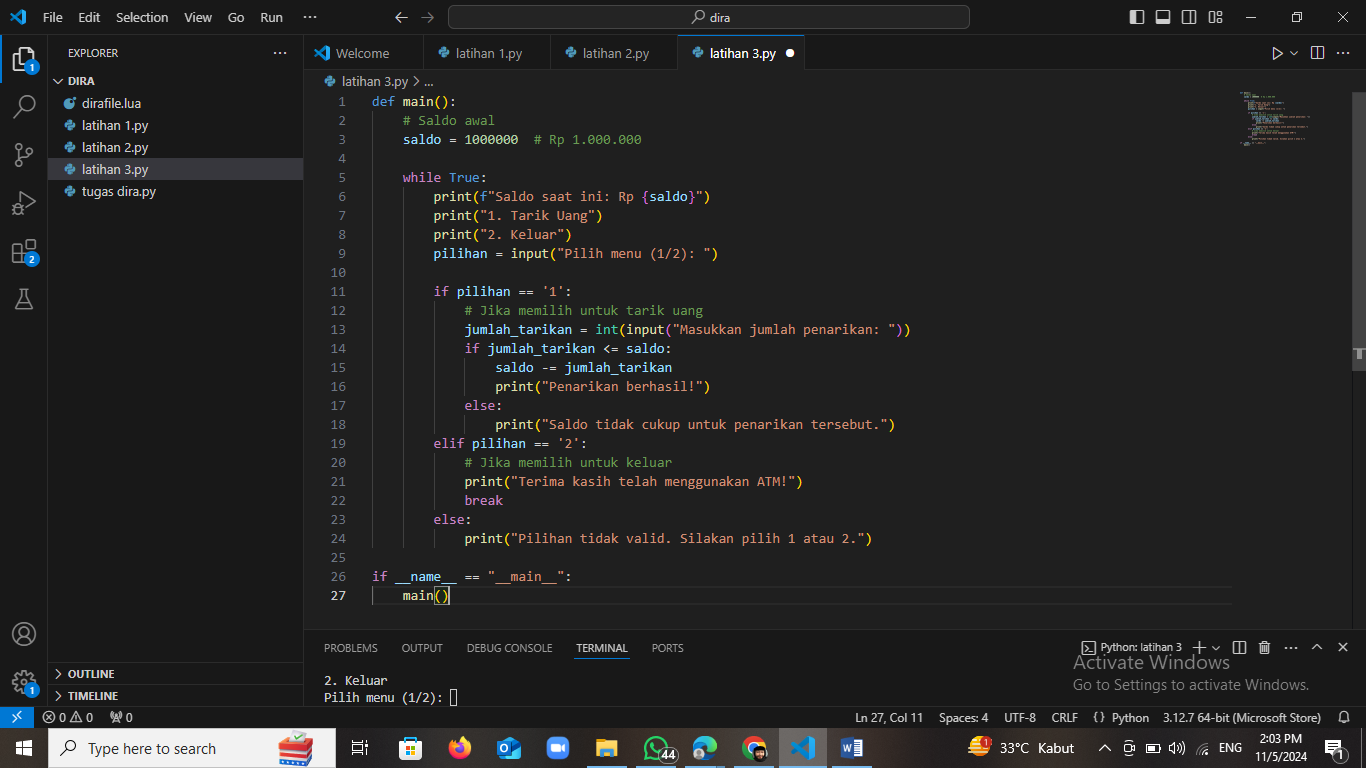 File Edit Selection View Go Run ··· dira
EXPLORER
DIRA
dirafile.lua
latihan 1.py
latihan 2.py
latihan 3.py
tugas dira.py
OUTLINE
TIMELINE
Welcome latihan 1.py latihan 2.py latihan 3.py
latihan 3.py > ...
1 def main():
2     # Saldo awal
3     saldo = 1000000  # Rp 1.000.000
4
5     while True:
6         print(f"Saldo saat ini: Rp {saldo}")
7         print("1. Tarik Uang")
8         print("2. Keluar")
9         pilihan = input("Pilih menu (1/2): ")
10
11         if pilihan == '1':
12             # Jika memilih untuk tarik uang
13             jumlah_tarikan = int(input("Masukkan jumlah penarikan: "))
14             if jumlah_tarikan <= saldo:
15                 saldo -= jumlah_tarikan
16                 print("Penarikan berhasil!")
17             else:
18                 print("Saldo tidak cukup untuk penarikan tersebut.")
19         elif pilihan == '2':
20             # Jika memilih untuk keluar
21             print("Terima kasih telah menggunakan ATM!")
22             break
23         else:
24             print("Pilihan tidak valid. Silakan pilih 1 atau 2.")
25
26 if __name__ == "__main__":
27     main()
PROBLEMS OUTPUT DEBUG CONSOLE TERMINAL PORTS Python: latihan 3
2. Keluar
Pilih menu (1/2):
Activate Windows
Go to Settings to activate Windows.
1
2
1
0 0 0 Ln 27, Col 11 Spaces: 4 UTF-8 CRLF {} Python 3.12.7 64-bit (Microsoft Store)
Type here to search 44 W 1 33°C Kabut ENG 2:03 PM 1
11/5/2024